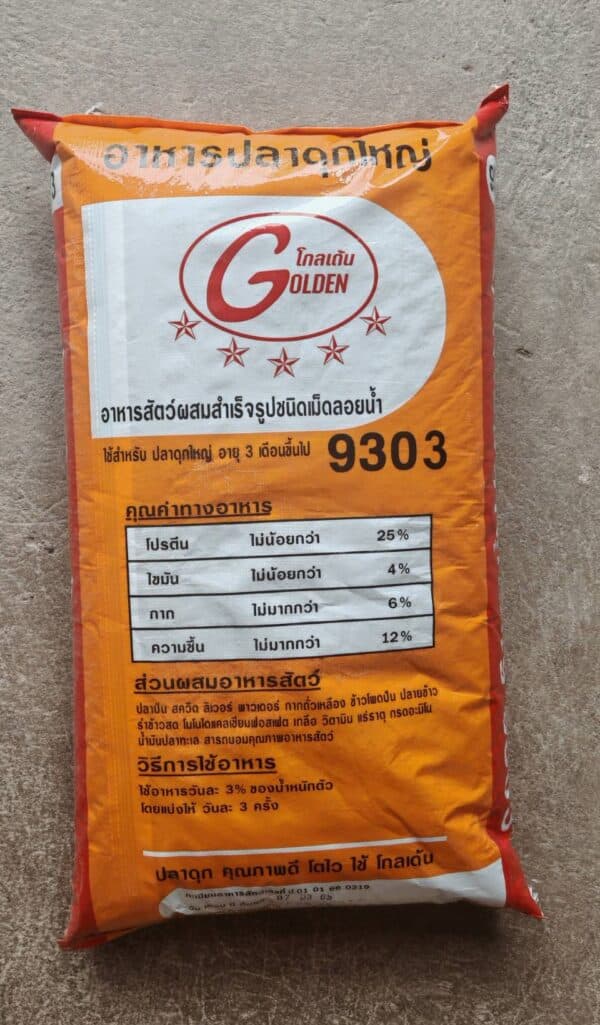 อาหารปลาดุกใหญ่
โกลเด้น
GOLDEN
อาหารสัตว์ผสมสำเร็จรูปชนิดเม็ดลอยน้ำ
ใช้สำหรับ ปลาดุกใหญ่ อายุ 3 เดือนขึ้นไป 9303
คุณค่าทางอาหาร
โปรตีน ไม่น้อยกว่า 25%
ไขมัน ไม่น้อยกว่า 4%
กาก ไม่มากกว่า 6%
ความชื้น ไม่มากกว่า 12%
ส่วนผสมอาหารสัตว์
ปลาป่น สควิด ลิเวอร์ พาวเดอร์ กากถั่วเหลือง ข้าวโพดป่น ปลายข้าว
รำข้าวสด โมโนไดแคลเซียมฟอสเฟต เกลือ วิตามิน แร่ธาตุ กรดอะมิโน
น้ำมันปลาทะเล สารถนอมคุณภาพอาหารสัตว์
วิธีการใช้อาหาร
ใช้อาหารวันละ 3% ของน้ำหนักตัว
โดยแบ่งให้ วันละ 3 ครั้ง
ปลาดุก คุณภาพดี โตไว ใช้ โกลเด้น